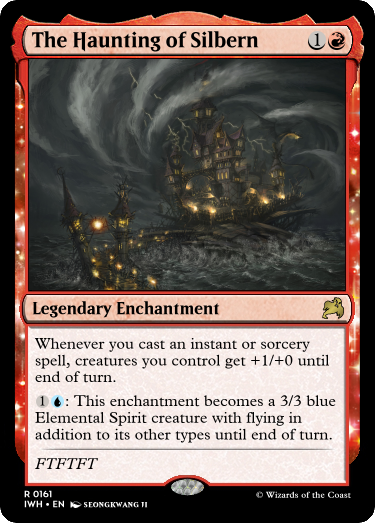 The Haunting of Silbern 1
Legendary Enchantment
Whenever you cast an instant or sorcery
spell, creatures you control get +1/+0 until
end of turn.
1 : This enchantment becomes a 3/3 blue
Elemental Spirit creature with flying in
addition to its other types until end of turn.
FTFTFT
R 0161
IWH • EN SEONGKWANG JI
© Wizards of the Coast